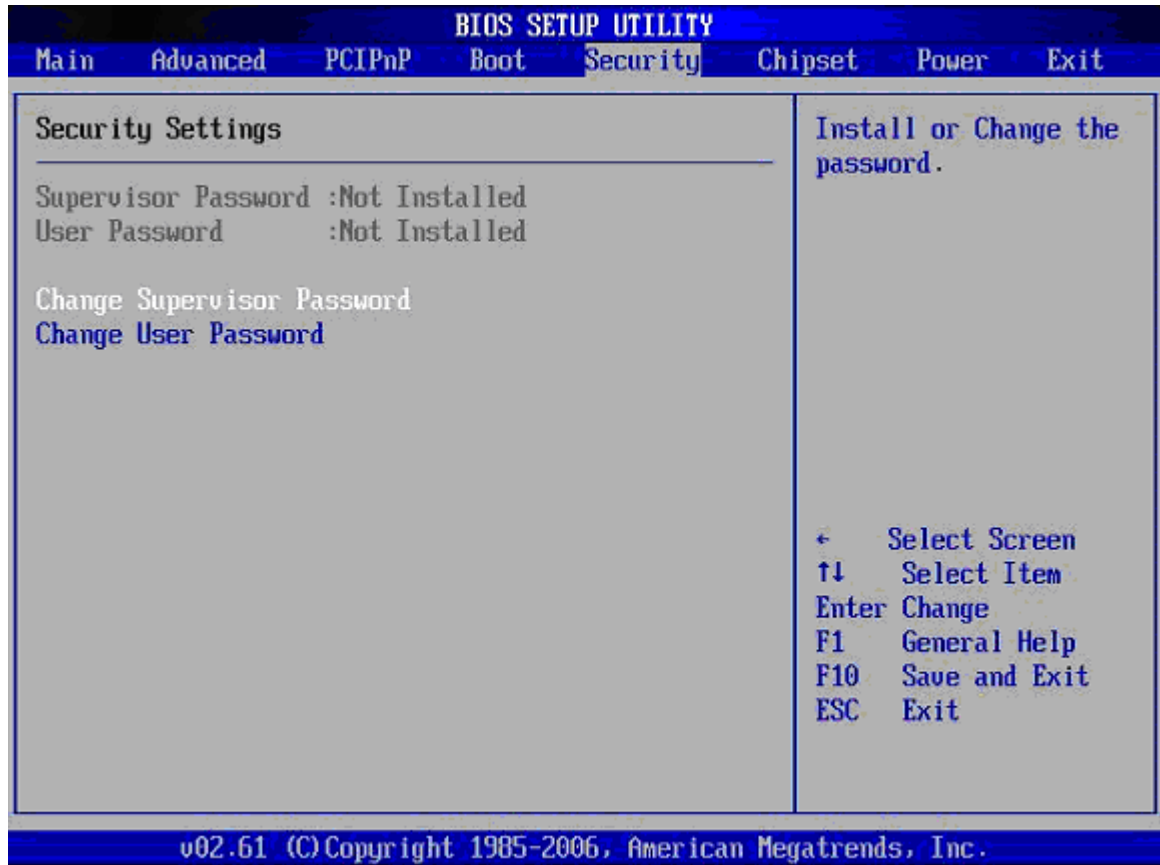 BIOS SETUP UTILITY
Main Advanced PCIPnP Boot Security Chipset Power Exit
Security Settings
Supervisor Password :Not Installed
User Password :Not Installed
Change Supervisor Password
Change User Password
Install or Change the
password.
← Select Screen
↑↓ Select Item
Enter Change
F1 General Help
F10 Save and Exit
ESC Exit
v02.61 (C)Copyright 1985-2006, American Megatrends, Inc.